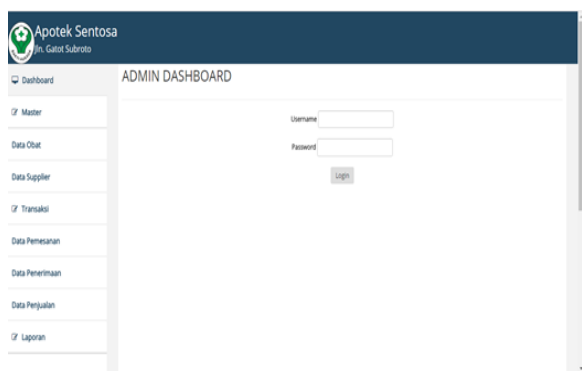 Apotek Sentosa
Jln. Gatot Subroto
Dashboard
ADMIN DASHBOARD
Master
Username
Data Obat
Password
Data Supplier
Login
Transaksi
Data Pemesanan
Data Penerimaan
Data Penjualan
Laporan